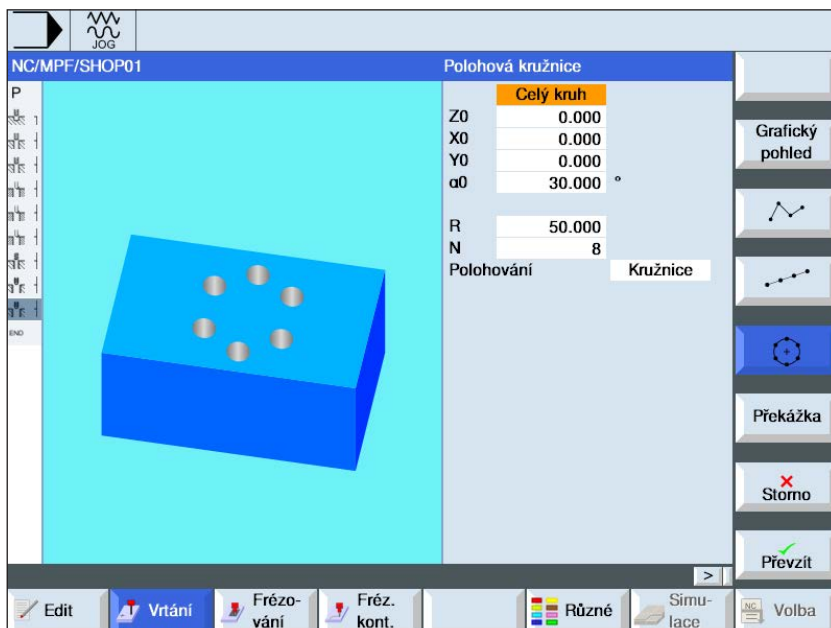 JOG
NC/MPF/SHOP01
Polohová kružnice
P
Celý kruh
Z0 0.000
X0 0.000
Y0 0.000
α0 30.000 °
R 50.000
N 8
Polohování Kružnice
END
Grafický
pohled
Překážka
Storno
Převzít
>
Edit
Vrtání
Frézo-
vání
Fréz.
kont.
Různé
Simu-
lace
NC
Volba